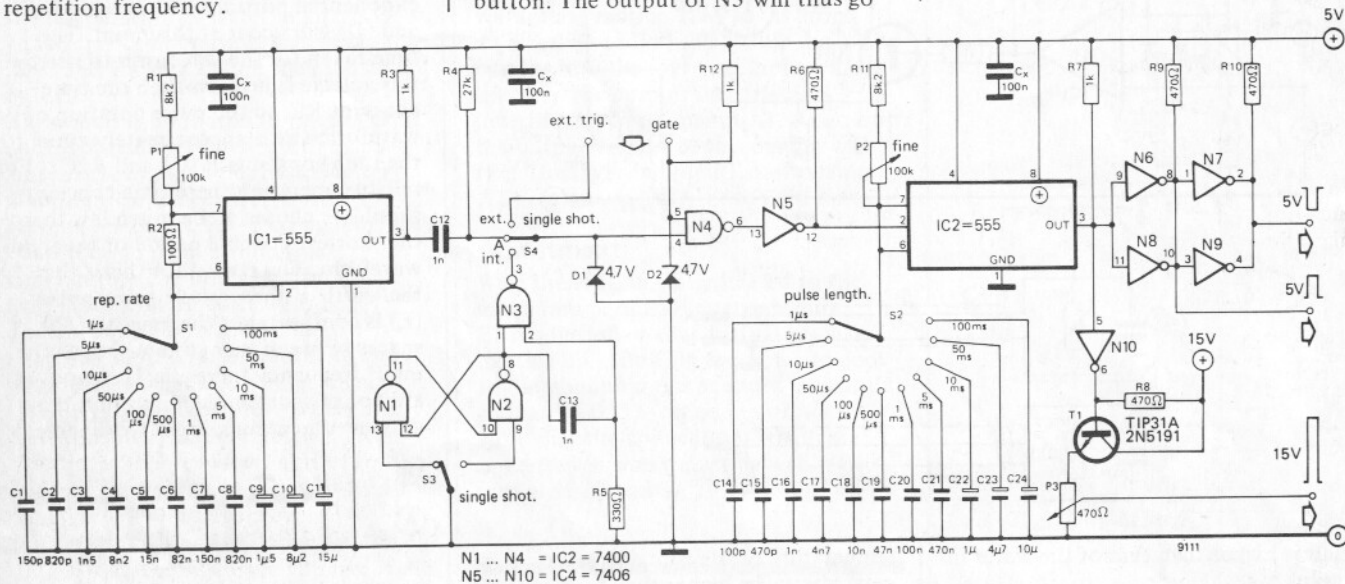 repetition frequency.
button. The output of N3 will thus go
5V
R1
8k2
Cx
100n
R3
1k
R4
27k
Cx
100n
R12
1k
R6
470Ω
R11
8k2
Cx
100n
R7
1k
R9
470Ω
R10
470Ω
fine
100k
ext. trig.
gate
P2
fine
100k
R2
100Ω
7
4
8
6
2
1
3
IC1=555
OUT
GND
C12
1n
ext.
single shot.
A
S4
int.
5
4
N4
6
N5
13
12
7
2
6
4
8
3
1
IC2=555
OUT
GND
N6
9
8
N7
1
2
N8
11
10
N9
3
4
5V
5V
D1
4,7V
D2
4,7V
3
N3
1
2
rep. rate
S1
1µs
5µs
10µs
50µs
100 µs
500 µs
1 ms
5 ms
10 ms
50 ms
100ms
11
N1
13
12
8
N2
10
9
C13
1n
S3
single shot.
R5
330Ω
pulse length.
S2
1µs
5µs
10µs
50µs
100 µs
500 µs
1 ms
5 ms
10 ms
50 ms
100ms
5
N10
6
15V
R8
470Ω
T1
TIP31A
2N5191
15V
P3
470Ω
C1 C2 C3 C4 C5 C6 C7 C8 C9 C10 C11
150p 820p 1n5 8n2 15n 82n 150n 820n 1µ5 8µ2 15µ
C14 C15 C16 C17 C18 C19 C20 C21 C22 C23 C24
100p 470p 1n 4n7 10n 47n 100n 470n 1µ 4µ7 10µ
9111
0
N1 ... N4 = IC2 = 7400
N5 ... N10 = IC4 = 7406